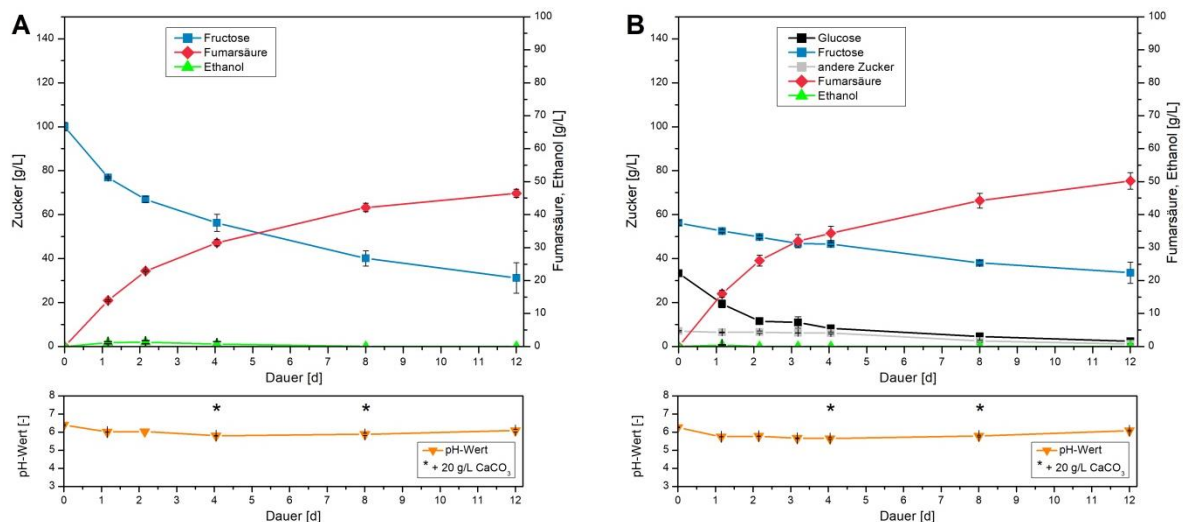 A
Fructose
Fumarsäure
Ethanol
Zucker [g/L]
140
120
100
80
60
40
20
0
100
90
80
70
60
50
40
30
20
10
0
Fumarsäure, Ethanol [g/L]
0 1 2 3 4 5 6 7 8 9 10 11 12
Dauer [d]
pH-Wert [-]
8
7
6
5
4
3
* *
pH-Wert
* + 20 g/L CaCO3
0 1 2 3 4 5 6 7 8 9 10 11 12
Dauer [d]
B
Glucose
Fructose
andere Zucker
Fumarsäure
Ethanol
Zucker [g/L]
140
120
100
80
60
40
20
0
100
90
80
70
60
50
40
30
20
10
0
Fumarsäure, Ethanol [g/L]
0 1 2 3 4 5 6 7 8 9 10 11 12
Dauer [d]
pH-Wert [-]
8
7
6
5
4
3
* *
pH-Wert
* + 20 g/L CaCO3
0 1 2 3 4 5 6 7 8 9 10 11 12
Dauer [d]